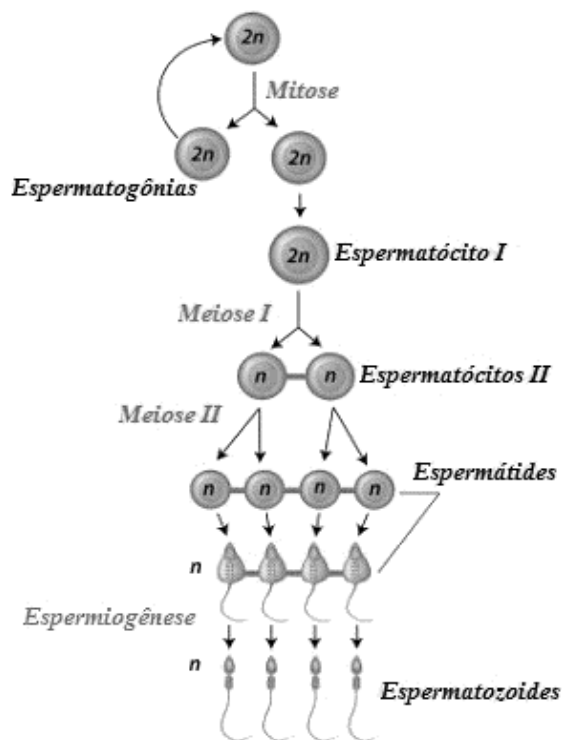 2n
Mitose
2n
2n
Espermatogônias
2n
Espermatócito I
Meiose I
n
n
Espermatócitos II
Meiose II
n
n
n
n
Espermátides
n
Espermiogênese
n
Espermatozoides